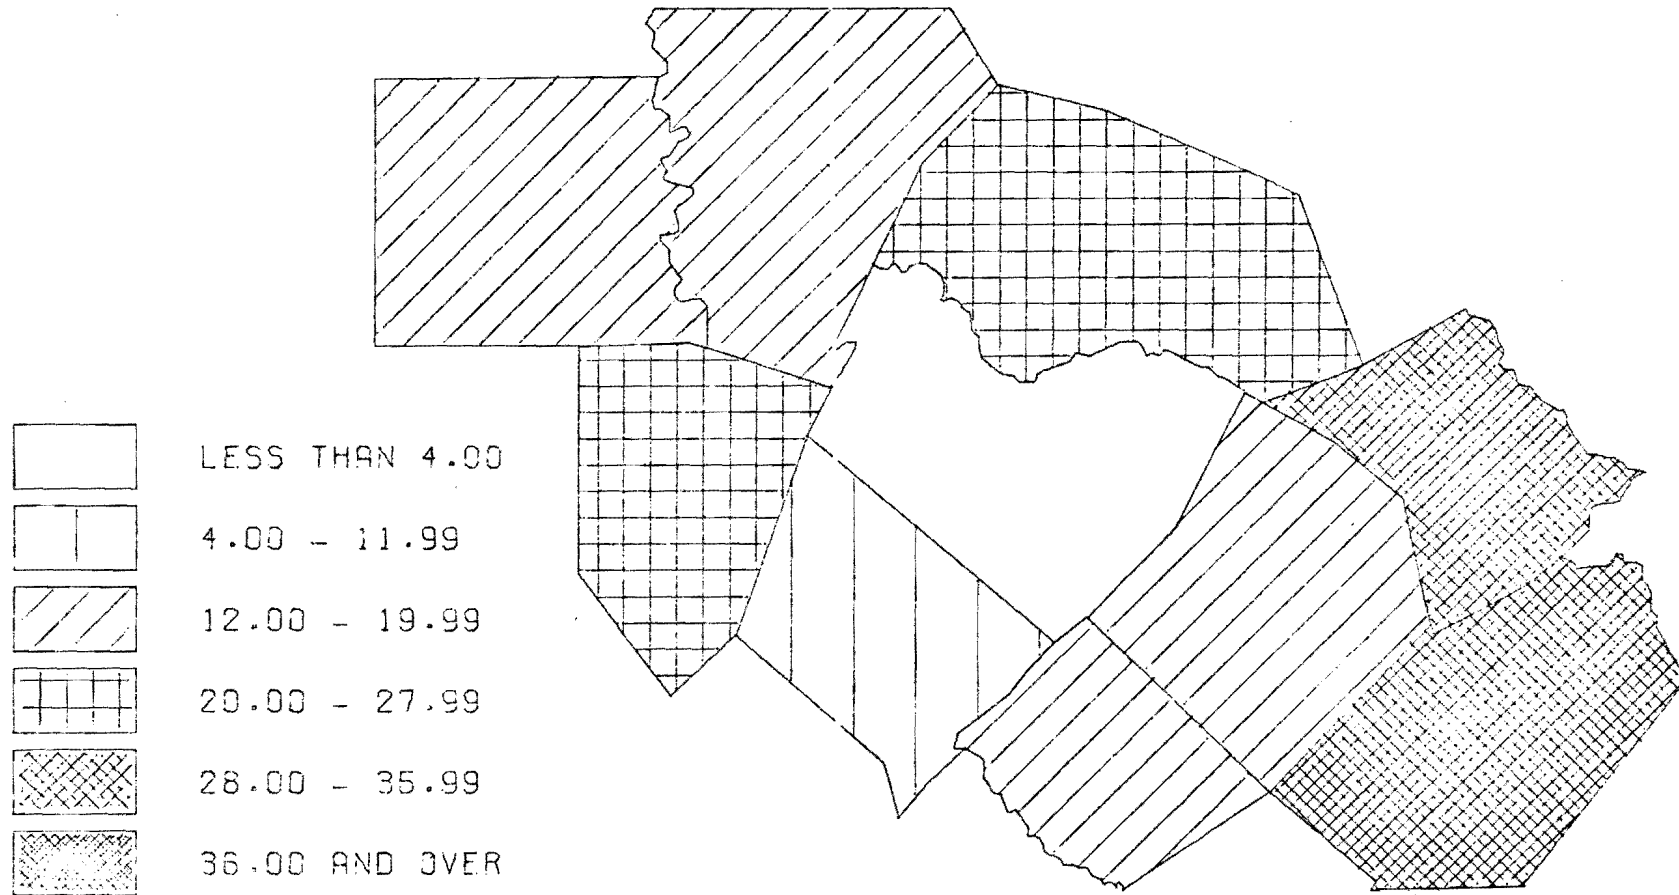 LESS THAN 4.00
4.00 - 11.99
12.00 - 19.99
20.00 - 27.99
28.00 - 35.99
36.00 AND OVER